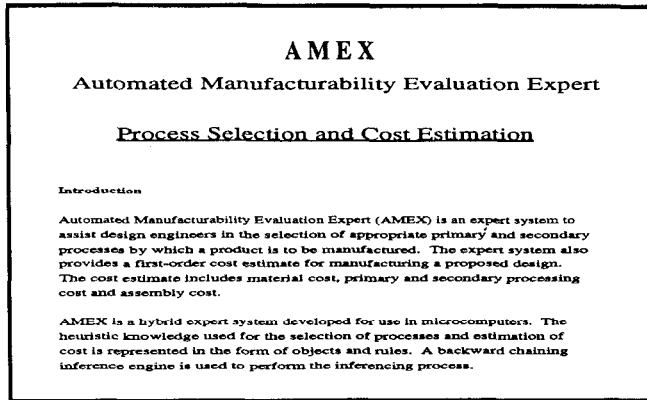 AMEX
Automated Manufacturability Evaluation Expert
Process Selection and Cost Estimation
Introduction
Automated Manufacturability Evaluation Expert (AMEX) is an expert system to
assist design engineers in the selection of appropriate primary and secondary
processes by which a product is to be manufactured. The expert system also
provides a first-order cost estimate for manufacturing a proposed design.
The cost estimate includes material cost, primary and secondary processing
cost and assembly cost.
AMEX is a hybrid expert system developed for use in microcomputers. The
heuristic knowledge used for the selection of processes and estimation of
cost is represented in the form of objects and rules. A backward chaining
inference engine is used to perform the inferencing process.